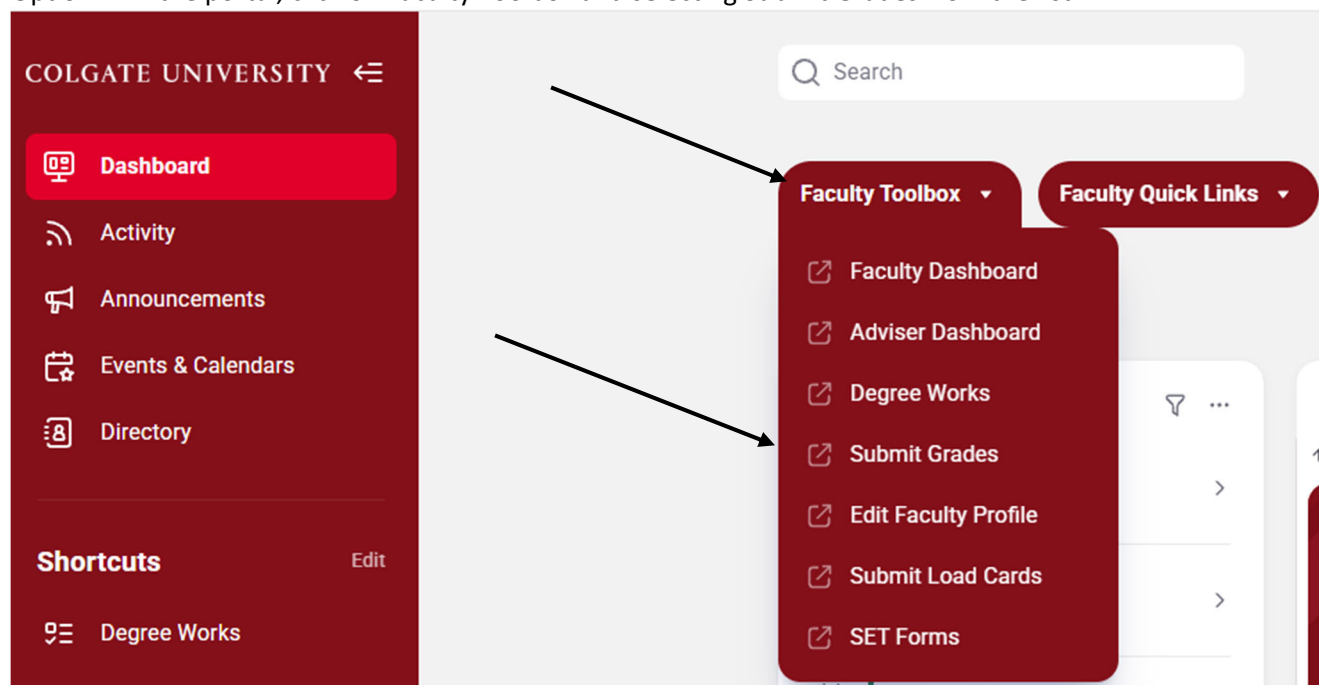 COLGATE UNIVERSITY
Dashboard
Activity
Announcements
Events & Calendars
Directory
Shortcuts
Edit
Degree Works
Search
Faculty Toolbox
Faculty Quick Links
Faculty Dashboard
Adviser Dashboard
Degree Works
Submit Grades
Edit Faculty Profile
Submit Load Cards
SET Forms